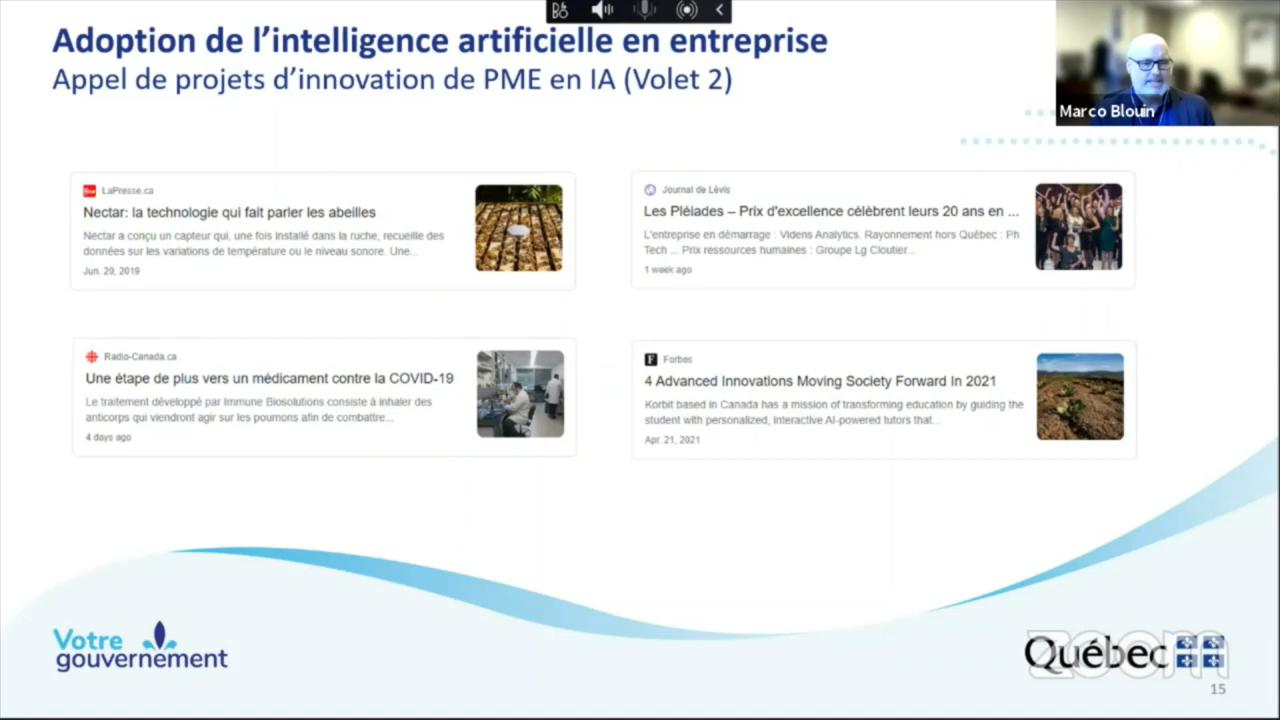 Adoption de l'intelligence artificielle en entreprise
Appel de projets d'innovation de PME en IA (Volet 2)
Marco Blouin
LaPresse.ca
Nectar: la technologie qui fait parler les abeilles
Nectar a conçu un capteur qui, une fois installé dans la ruche, recueille des
données sur les variations de température ou le niveau sonore. Une...
Jun. 20, 2019
Journal de Lévis
Les Pléiades – Prix d'excellence célèbrent leurs 20 ans en ...
L'entreprise en démarrage : Videns Analytics. Rayonnement hors Québec : Ph
Tech ... Prix ressources humaines : Groupe Lg Cloutier...
1 week ago
Radio-Canada.ca
Une étape de plus vers un médicament contre la COVID-19
Le traitement développé par Immune Biosolutions consiste à inhaler des
anticorps qui viendront agir sur les poumons afin de combattre...
4 days ago
F Forbes
4 Advanced Innovations Moving Society Forward In 2021
Korbit based in Canada has a mission of transforming education by guiding the
student with personalized, interactive AI-powered tutors that...
Apr. 21, 2021
Votre
gouvernement
Québec
zoom
15